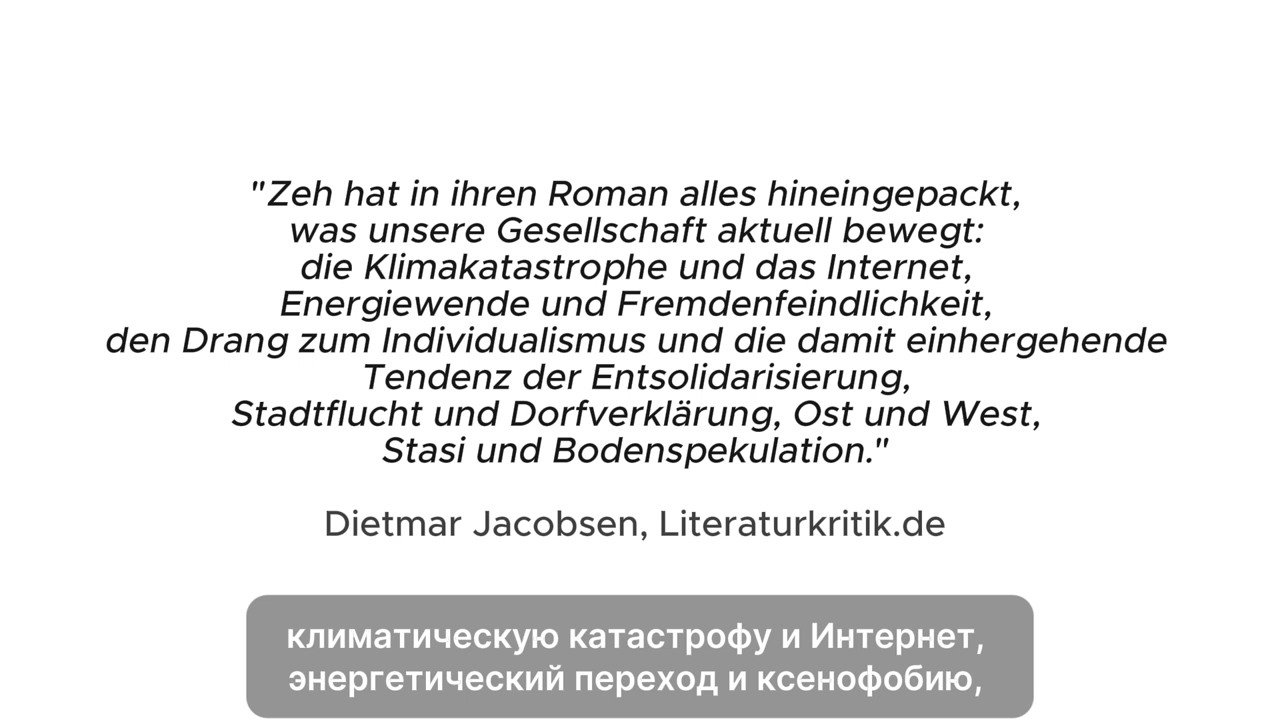 "Zeh hat in ihren Roman alles hineingepackt,
was unsere Gesellschaft aktuell bewegt:
die Klimakatastrophe und das Internet,
Energiewende und Fremdenfeindlichkeit,
den Drang zum Individualismus und die damit einhergehende
Tendenz der Entsolidarisierung,
Stadtflucht und Dorfverklärung, Ost und West,
Stasi und Bodenspekulation."
Dietmar Jacobsen, Literaturkritik.de
климатическую катастрофу и Интернет,
энергетический переход и ксенофобию,